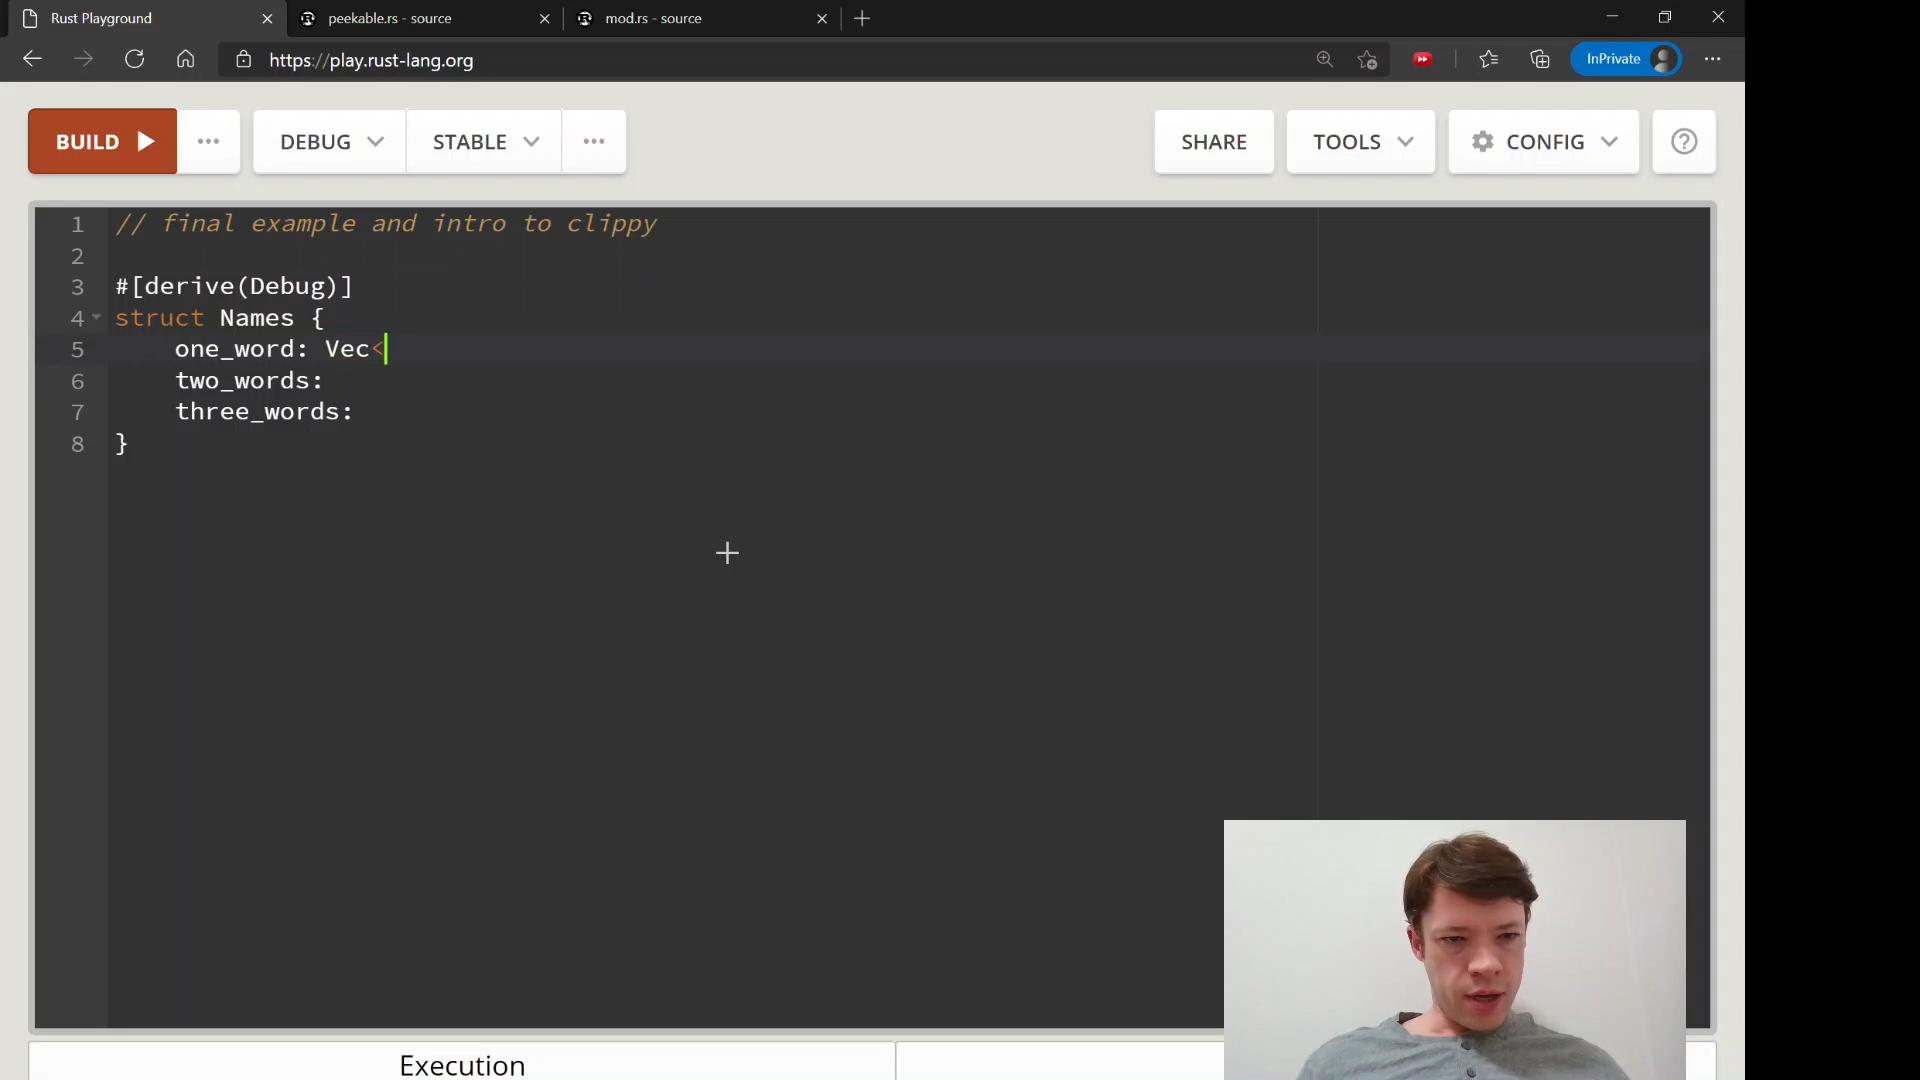 Rust Playground
peekable.rs - source
mod.rs - source
https://play.rust-lang.org
InPrivate
BUILD
DEBUG
STABLE
SHARE
TOOLS
CONFIG
1 // final example and intro to clippy
2
3 #[derive(Debug)]
4 struct Names {
5 one_word: Vec<
6 two_words:
7 three_words:
8 }
Execution